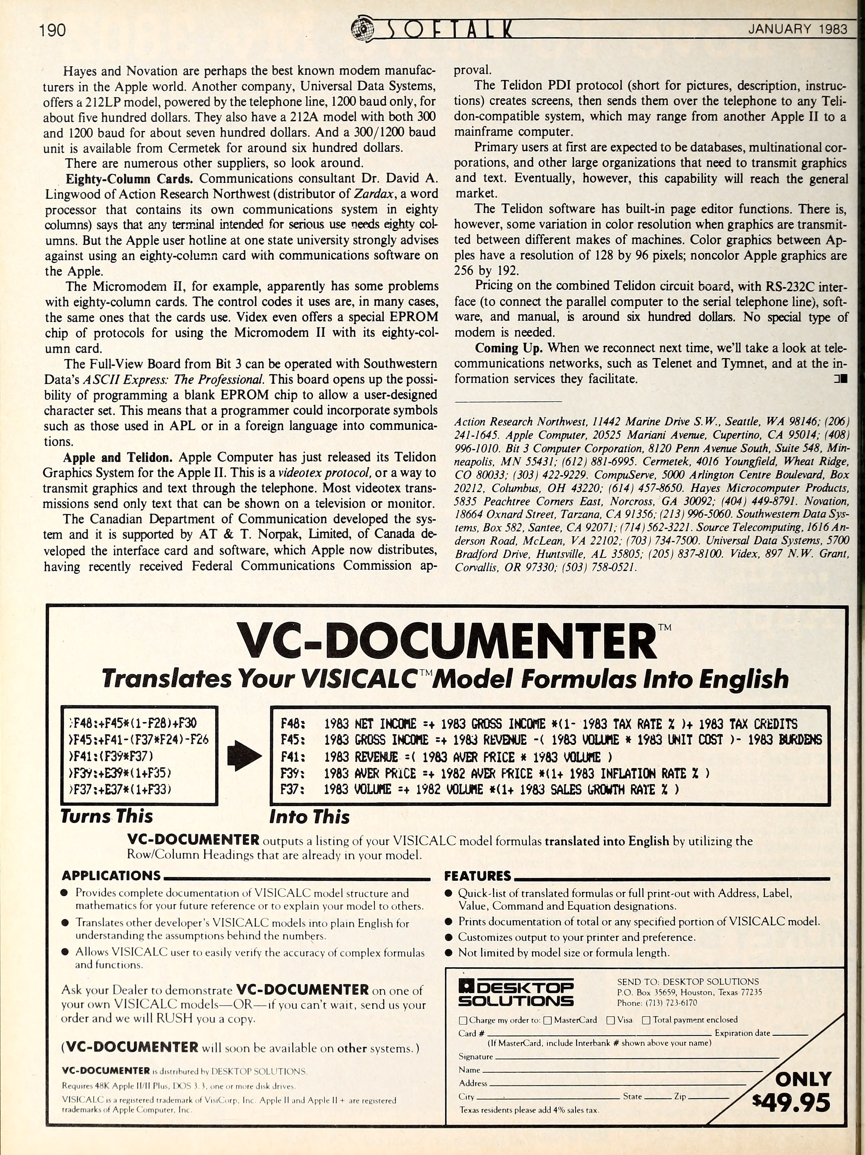 190
SOFTALK
JANUARY 1983
Hayes and Novation are perhaps the best known modem manufac-
turers in the Apple world. Another company, Universal Data Systems,
offers a 212LP model, powered by the telephone line, 1200 baud only, for
about five hundred dollars. They also have a 212A model with both 300
and 1200 baud for about seven hundred dollars. And a 300/1200 baud
unit is available from Cermetek for around six hundred dollars.
There are numerous other suppliers, so look around.
Eighty-Column Cards. Communications consultant Dr. David A.
Lingwood of Action Research Northwest (distributor of Zardax, a word
processor that contains its own communications system in eighty
columns) says that any terminal intended for serious use needs eighty col-
umns. But the Apple user hotline at one state university strongly advises
against using an eighty-column card with communications software on
the Apple.
The Micromodem II, for example, apparently has some problems
with eighty-column cards. The control codes it uses are, in many cases,
the same ones that the cards use. Videx even offers a special EPROM
chip of protocols for using the Micromodem II with its eighty-col-
umn card.
The Full-View Board from Bit 3 can be operated with Southwestern
Data's ASCII Express: The Professional. This board opens up the possi-
bility of programming a blank EPROM chip to allow a user-designed
character set. This means that a programmer could incorporate symbols
such as those used in APL or in a foreign language into communica-
tions.
Apple and Telidon. Apple Computer has just released its Telidon
Graphics System for the Apple II. This is a videotex protocol, or a way to
transmit graphics and text through the telephone. Most videotex trans-
missions send only text that can be shown on a television or monitor.
The Canadian Department of Communication developed the sys-
tem and it is supported by AT & T. Norpak, Limited, of Canada de-
veloped the interface card and software, which Apple now distributes,
having recently received Federal Communications Commission ap-
proval.
The Telidon PDI protocol (short for pictures, description, instruc-
tions) creates screens, then sends them over the telephone to any Teli-
don-compatible system, which may range from another Apple II to a
mainframe computer.
Primary users at first are expected to be databases, multinational cor-
porations, and other large organizations that need to transmit graphics
and text. Eventually, however, this capability will reach the general
market.
The Telidon software has built-in page editor functions. There is,
however, some variation in color resolution when graphics are transmit-
ted between different makes of machines. Color graphics between Ap-
ples have a resolution of 128 by 96 pixels; noncolor Apple graphics are
256 by 192.
Pricing on the combined Telidon circuit board, with RS-232C inter-
face (to connect the parallel computer to the serial telephone line), soft-
ware, and manual, is around six hundred dollars. No special type of
modem is needed.
Coming Up. When we reconnect next time, we'll take a look at tele-
communications networks, such as Telenet and Tymnet, and at the in-
formation services they facilitate.
Action Research Northwest, 11442 Marine Drive S.W., Seattle, WA 98146; (206)
241-1645. Apple Computer, 20525 Mariani Avenue, Cupertino, CA 95014; (408)
996-1010. Bit 3 Computer Corporation, 8120 Penn Avenue South, Suite 548, Min-
neapolis, MN 55431; (612) 881-6995. Cermetek, 4016 Youngfield, Wheat Ridge,
CO 80033; (303) 422-9229. CompuServe, 5000 Arlington Centre Boulevard, Box
20212, Columbus, OH 43220; (614) 457-8650. Hayes Microcomputer Products,
5835 Peachtree Corners East, Norcross, GA 30092; (404) 449-8791. Novation,
18664 Oxnard Street, Tarzana, CA 91356; (213) 996-5060. Southwestern Data Sys-
tems, Box 582, Santee, CA 92071; (714) 562-3221. Source Telecomputing, 1616 An-
derson Road, McLean, VA 22102; (703) 734-7500. Universal Data Systems, 5700
Bradford Drive, Huntsville, AL 35805; (205) 837-8100. Videx, 897 N.W. Grant,
Corvallis, OR 97330; (503) 758-0521.
VC-DOCUMENTER™
Translates Your VISICALC™ Model Formulas Into English
>F48:+F45*(1-F28)+F30
>F45:+F41-(F37*F24)-F26
>F41:(F39*F37)
>F39:+E39*(1+F35)
>F37:+E37*(1+F33)
Turns This
F48: 1983 NET INCOME =+ 1983 GROSS INCOME *(1- 1983 TAX RATE % )+ 1983 TAX CREDITS
F45: 1983 GROSS INCOME =+ 1983 REVENUE -( 1983 VOLUME * 1983 UNIT COST )- 1983 BURDENS
F41: 1983 REVENUE =( 1983 AVER PRICE * 1983 VOLUME )
F39: 1983 AVER PRICE =+ 1982 AVER PRICE *(1+ 1983 INFLATION RATE % )
F37: 1983 VOLUME =+ 1982 VOLUME *(1+ 1983 SALES GROWTH RATE % )
Into This
VC-DOCUMENTER outputs a listing of your VISICALC model formulas translated into English by utilizing the
Row/Column Headings that are already in your model.
APPLICATIONS
● Provides complete documentation of VISICALC model structure and
mathematics for your future reference or to explain your model to others.
● Translates other developer's VISICALC models into plain English for
understanding the assumptions behind the numbers.
● Allows VISICALC user to easily verify the accuracy of complex formulas
and functions.
Ask your Dealer to demonstrate VC-DOCUMENTER on one of
your own VISICALC models—OR—if you can't wait, send us your
order and we will RUSH you a copy.
(VC-DOCUMENTER will soon be available on other systems.)
VC-DOCUMENTER is distributed by DESKTOP SOLUTIONS
Requires 48K Apple II/II Plus, DOS 3.3, one or more disk drives.
VISICALC is a registered trademark of VisiCorp, Inc. Apple II and Apple II + are registered
trademarks of Apple Computer, Inc.
FEATURES
● Quick-list of translated formulas or full print-out with Address, Label,
Value, Command and Equation designations.
● Prints documentation of total or any specified portion of VISICALC model.
● Customizes output to your printer and preference.
● Not limited by model size or formula length.
DESKTOP
SOLUTIONS
SEND TO: DESKTOP SOLUTIONS
P.O. Box 35659, Houston, Texas 77235
Phone: (713) 723-6170
Charge my order to: MasterCard Visa Total payment enclosed
Card # Expiration date
(If MasterCard, include Interbank # shown above your name)
Signature
Name
Address
City State Zip
Texas residents please add 4% sales tax.
ONLY
$49.95